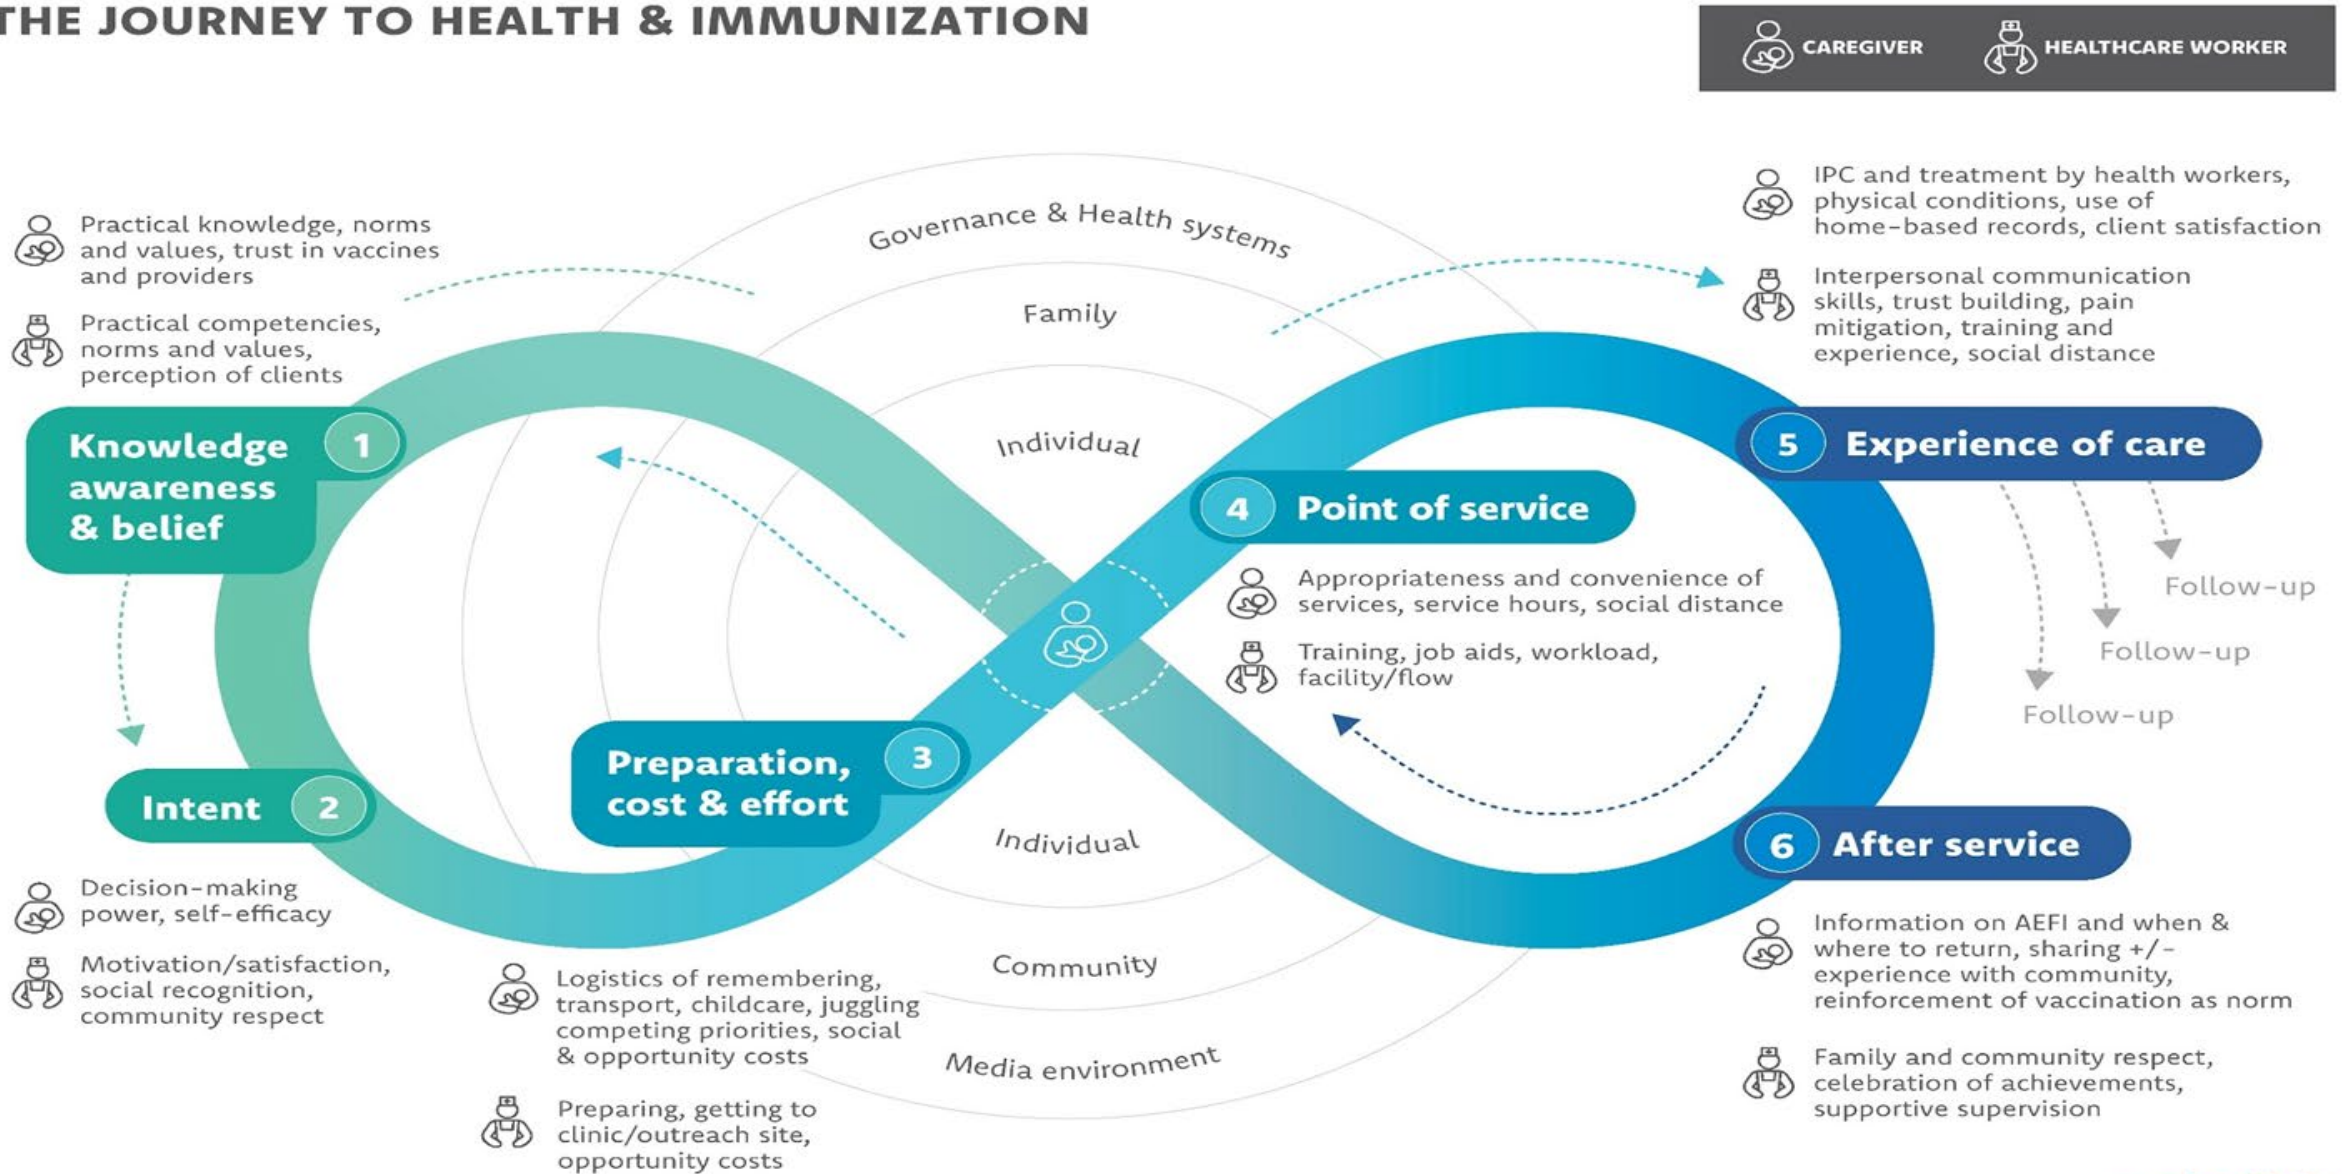 THE JOURNEY TO HEALTH & IMMUNIZATION
CAREGIVER
HEALTHCARE WORKER
Practical knowledge, norms
and values, trust in vaccines
and providers
Practical competencies,
norms and values,
perception of clients
Knowledge
awareness
& belief
1
Intent
2
Decision-making
power, self-efficacy
Motivation/satisfaction,
social recognition,
community respect
Preparation,
cost & effort
3
Logistics of remembering,
transport, childcare, juggling
competing priorities, social
& opportunity costs
Preparing, getting to
clinic/outreach site,
opportunity costs
Governance & Health systems
Family
Individual
Individual
Community
Media environment
4
Point of service
Appropriateness and convenience of
services, service hours, social distance
Training, job aids, workload,
facility/flow
IPC and treatment by health workers,
physical conditions, use of
home-based records, client satisfaction
Interpersonal communication
skills, trust building, pain
mitigation, training and
experience, social distance
5
Experience of care
Follow-up
Follow-up
Follow-up
6
After service
Information on AEFI and when &
where to return, sharing +/-
experience with community,
reinforcement of vaccination as norm
Family and community respect,
celebration of achievements,
supportive supervision